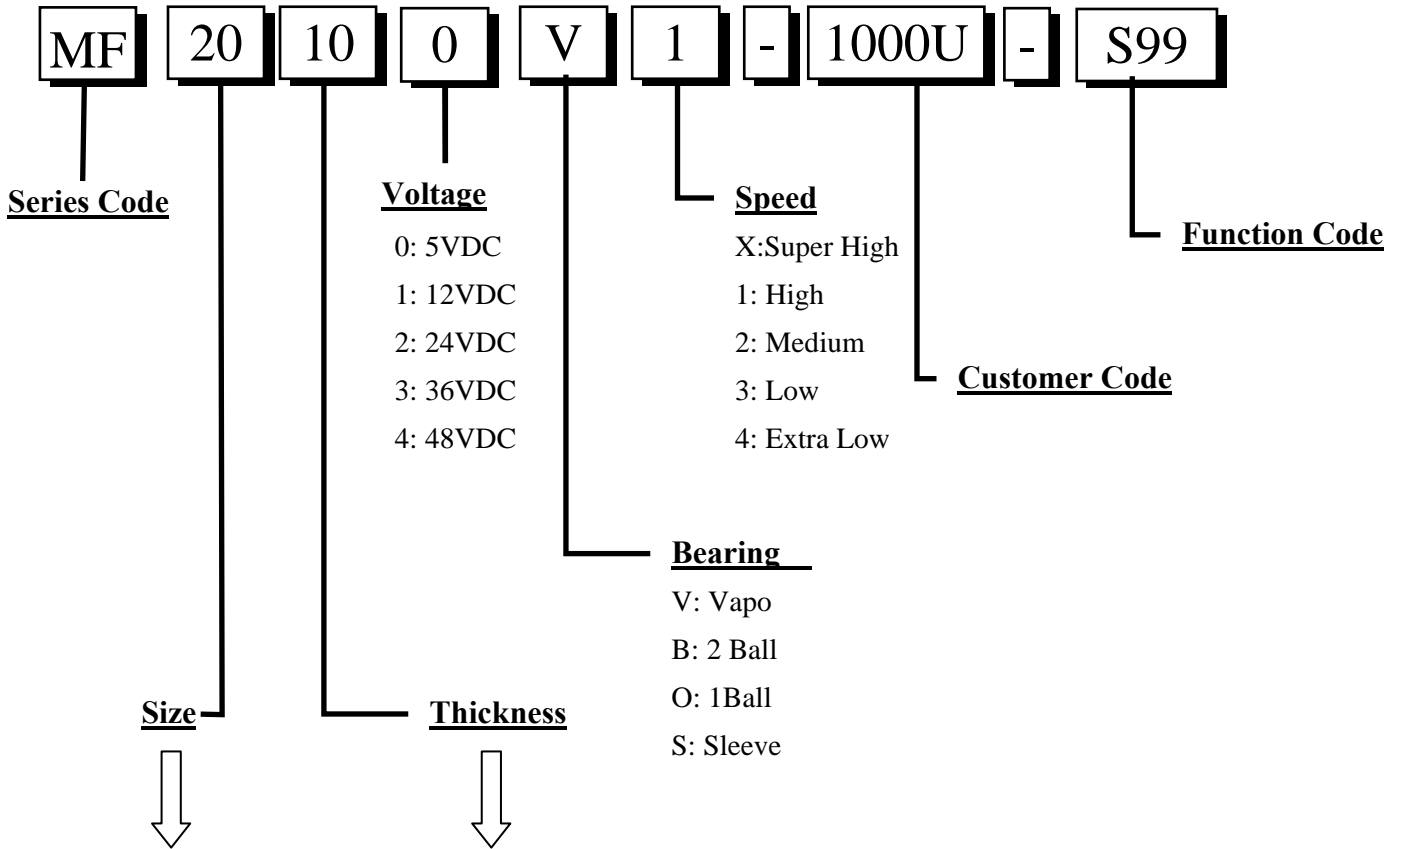 MF 20 10 0 V 1 - 1000U - S99
Series Code
Voltage
0: 5VDC
1: 12VDC
2: 24VDC
3: 36VDC
4: 48VDC
Speed
X:Super High
1: High
2: Medium
3: Low
4: Extra Low
Function Code
Customer Code
Bearing
V: Vapo
B: 2 Ball
O: 1Ball
S: Sleeve
Size
Thickness